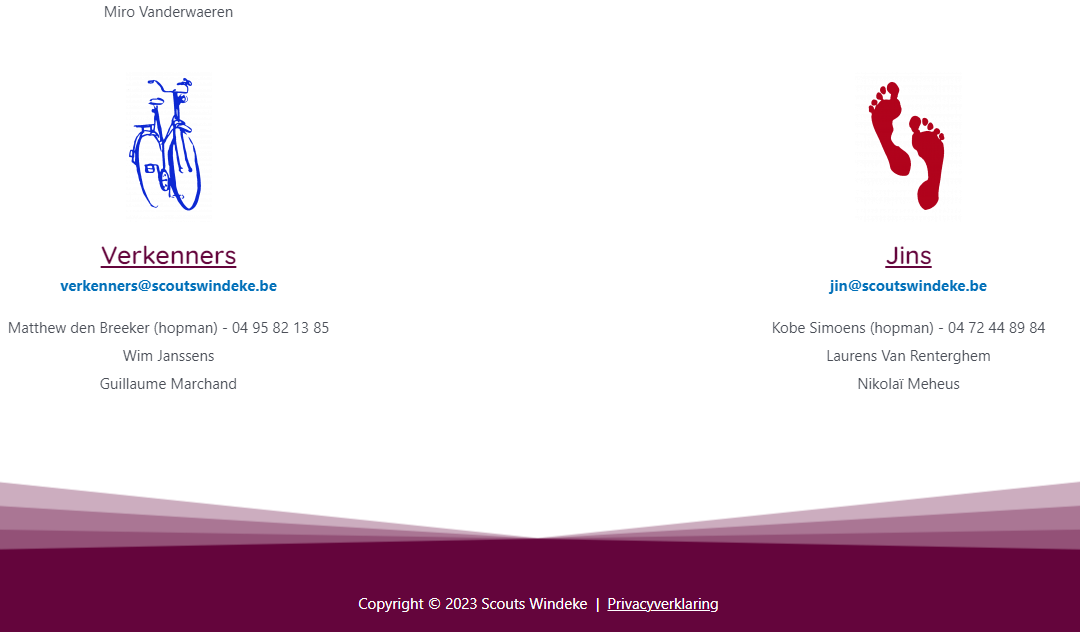 Miro Vanderwaeren
Verkenners
verkenners@scoutswindeke.be
Matthew den Breeker (hopman) - 04 95 82 13 85
Wim Janssens
Guillaume Marchand
Jins
jin@scoutswindeke.be
Kobe Simoens (hopman) - 04 72 44 89 84
Laurens Van Renterghem
Nikolaï Meheus
Copyright © 2023 Scouts Windeke | Privacyverklaring